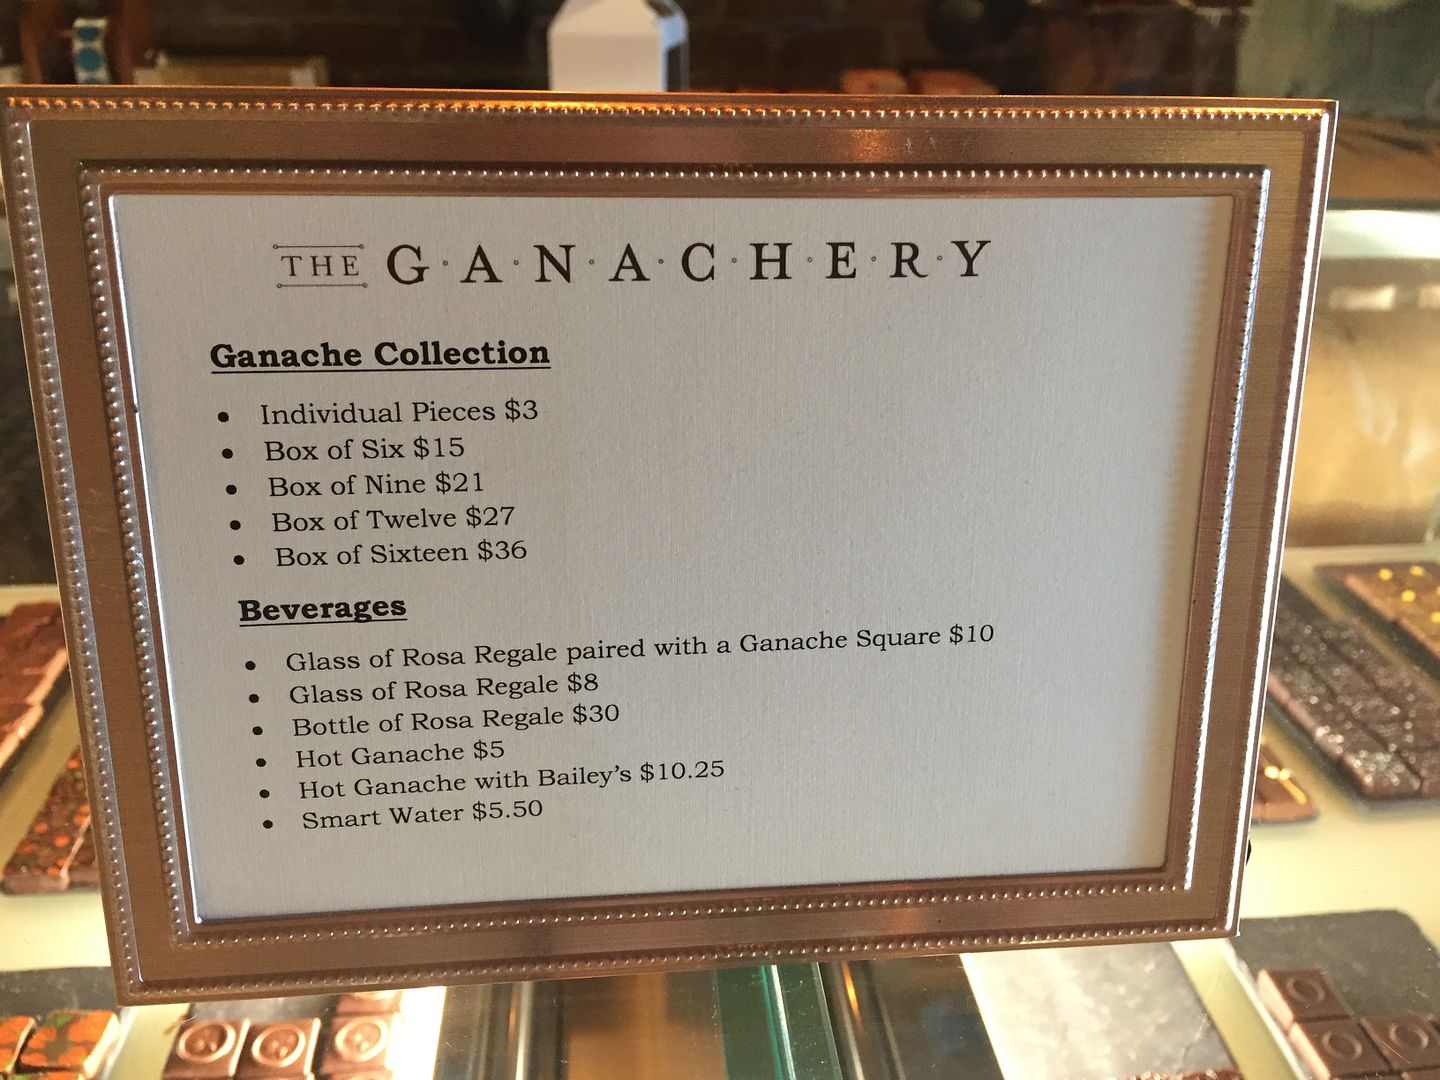 THE GANACHERY
Ganache Collection
• Individual Pieces $3
• Box of Six $15
• Box of Nine $21
• Box of Twelve $27
• Box of Sixteen $36
Beverages
• Glass of Rosa Regale paired with a Ganache Square $10
• Glass of Rosa Regale $8
• Bottle of Rosa Regale $30
• Hot Ganache $5
• Hot Ganache with Bailey's $10.25
• Smart Water $5.50